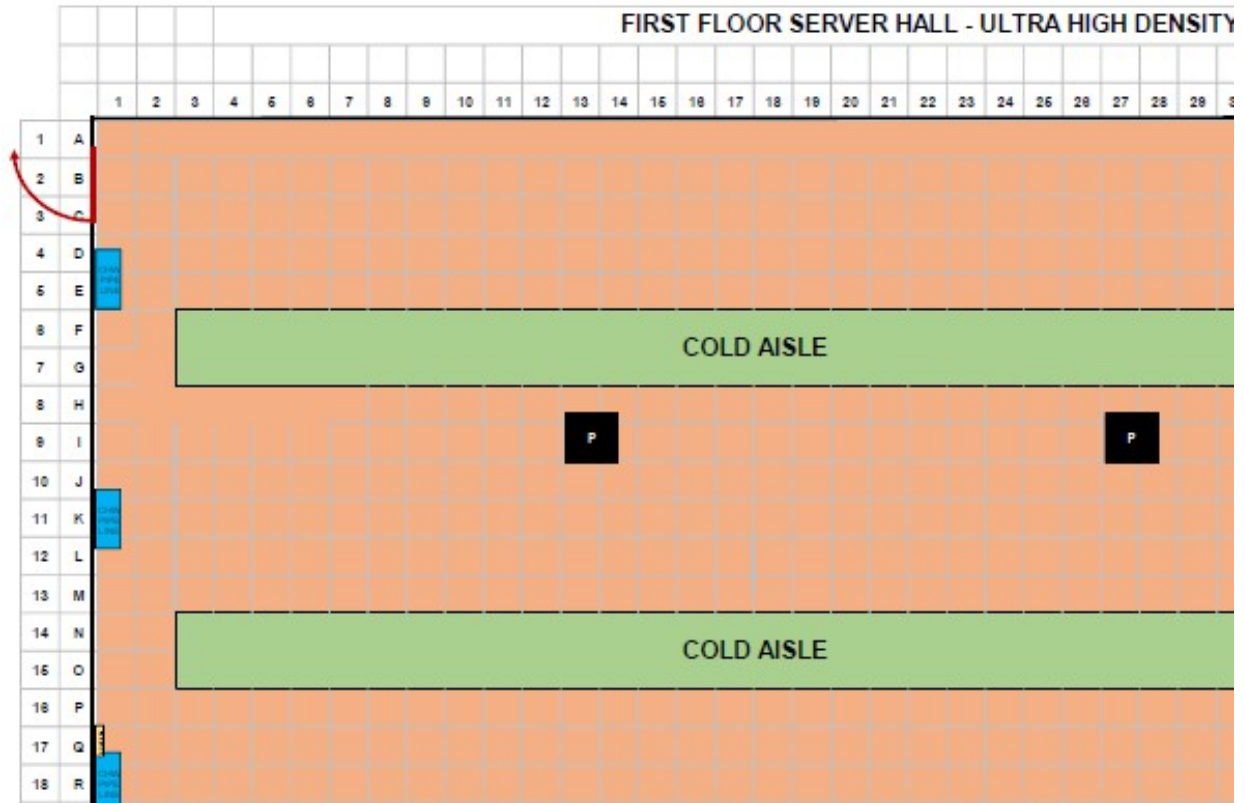 FIRST FLOOR SERVER HALL - ULTRA HIGH DENSITY
1 2 3 4 5 6 7 8 9 10 11 12 13 14 15 16 17 18 19 20 21 22 23 24 25 26 27 28 29
1 A
2 B
3 C
4 D
5 E
6 F
COLD AISLE
7 G
8 H
9 I P P
10 J
11 K
12 L
13 M
14 N
COLD AISLE
15 O
16 P
17 Q
18 R